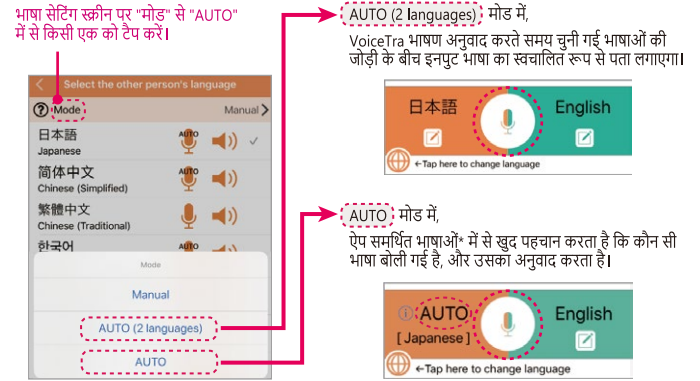 भाषा सेटिंग स्क्रीन पर "मोड" से "AUTO"
में से किसी एक को टैप करें।
Select the other person's language
? Mode
Manual
日本語
AUTO
Japanese
简体中文
AUTO
Chinese (Simplified)
繁體中文
Chinese (Traditional)
한국어
AUTO
Mode
Manual
AUTO (2 languages)
AUTO
AUTO (2 languages) मोड में,
VoiceTra भाषण अनुवाद करते समय चुनी गई भाषाओं की
जोड़ी के बीच इनपुट भाषा का स्वचालित रूप से पता लगाएगा।
日本語
English
←Tap here to change language
AUTO मोड में,
ऐप समर्थित भाषाओं* में से खुद पहचान करता है कि कौन सी
भाषा बोली गई है, और उसका अनुवाद करता है।
AUTO
[ Japanese ]
English
←Tap here to change language